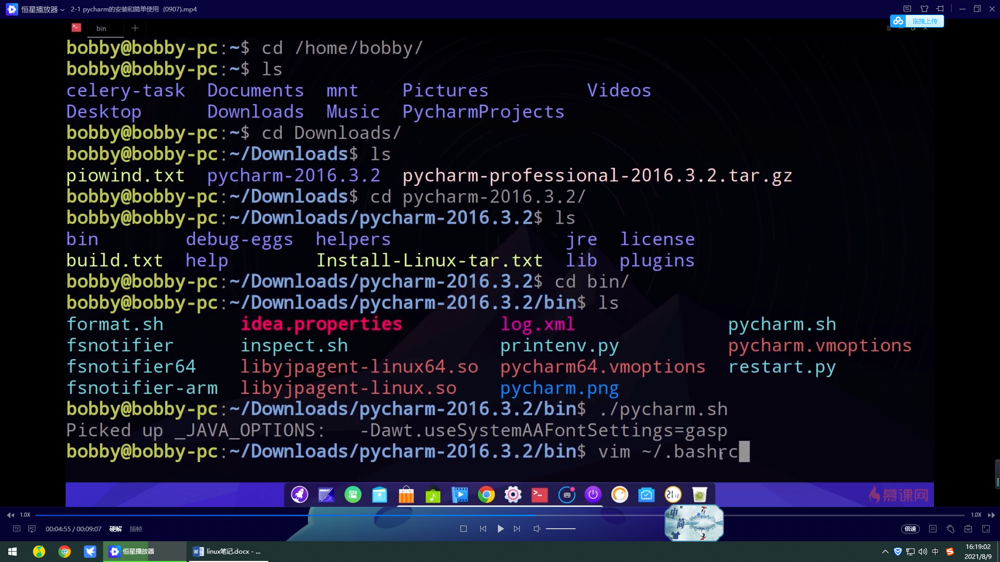 恒星播放器 2-1 pycharm的安装和简单使用 (0907).mp4
拖拽上传
bin
bobby@bobby-pc:~$ cd /home/bobby/
bobby@bobby-pc:~$ ls
celery-task Documents mnt Pictures Videos
Desktop Downloads Music PycharmProjects
bobby@bobby-pc:~$ cd Downloads/
bobby@bobby-pc:~/Downloads$ ls
piowind.txt pycharm-2016.3.2 pycharm-professional-2016.3.2.tar.gz
bobby@bobby-pc:~/Downloads$ cd pycharm-2016.3.2/
bobby@bobby-pc:~/Downloads/pycharm-2016.3.2$ ls
bin debug-eggs helpers jre license
build.txt help Install-Linux-tar.txt lib plugins
bobby@bobby-pc:~/Downloads/pycharm-2016.3.2$ cd bin/
bobby@bobby-pc:~/Downloads/pycharm-2016.3.2/bin$ ls
format.sh idea.properties log.xml pycharm.sh
fsnotifier inspect.sh printenv.py pycharm.vmoptions
fsnotifier64 libyjpagent-linux64.so pycharm64.vmoptions restart.py
fsnotifier-arm libyjpagent-linux.so pycharm.png
bobby@bobby-pc:~/Downloads/pycharm-2016.3.2/bin$ ./pycharm.sh
Picked up _JAVA_OPTIONS: -Dawt.useSystemAAFontSettings=gasp
bobby@bobby-pc:~/Downloads/pycharm-2016.3.2/bin$ vim ~/.bashrc
慕课网
1.0X 1.0X
00:04:55 / 00:09:07 硬解 插帧 倍速
中 简
恒星播放器 linux笔记.docx - ... 中 16:19:02
2021/8/9